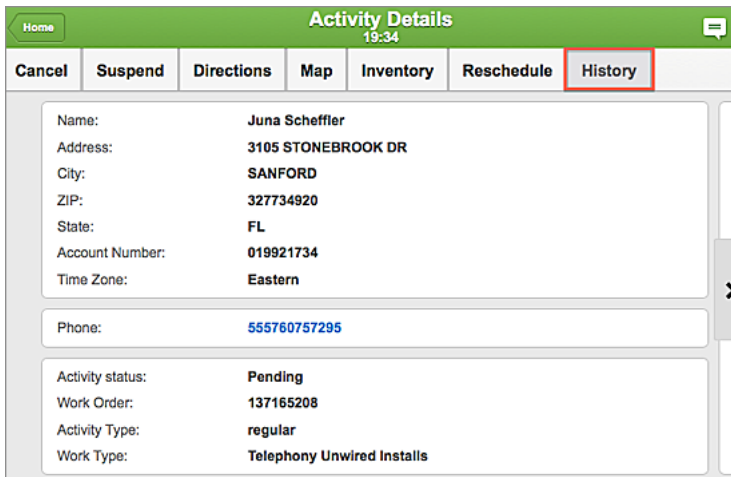 Home
Activity Details
19:34
Cancel Suspend Directions Map Inventory Reschedule History
Name: Juna Scheffler
Address: 3105 STONEBROOK DR
City: SANFORD
ZIP: 327734920
State: FL
Account Number: 019921734
Time Zone: Eastern
Phone: 555760757295
Activity status: Pending
Work Order: 137165208
Activity Type: regular
Work Type: Telephony Unwired Installs